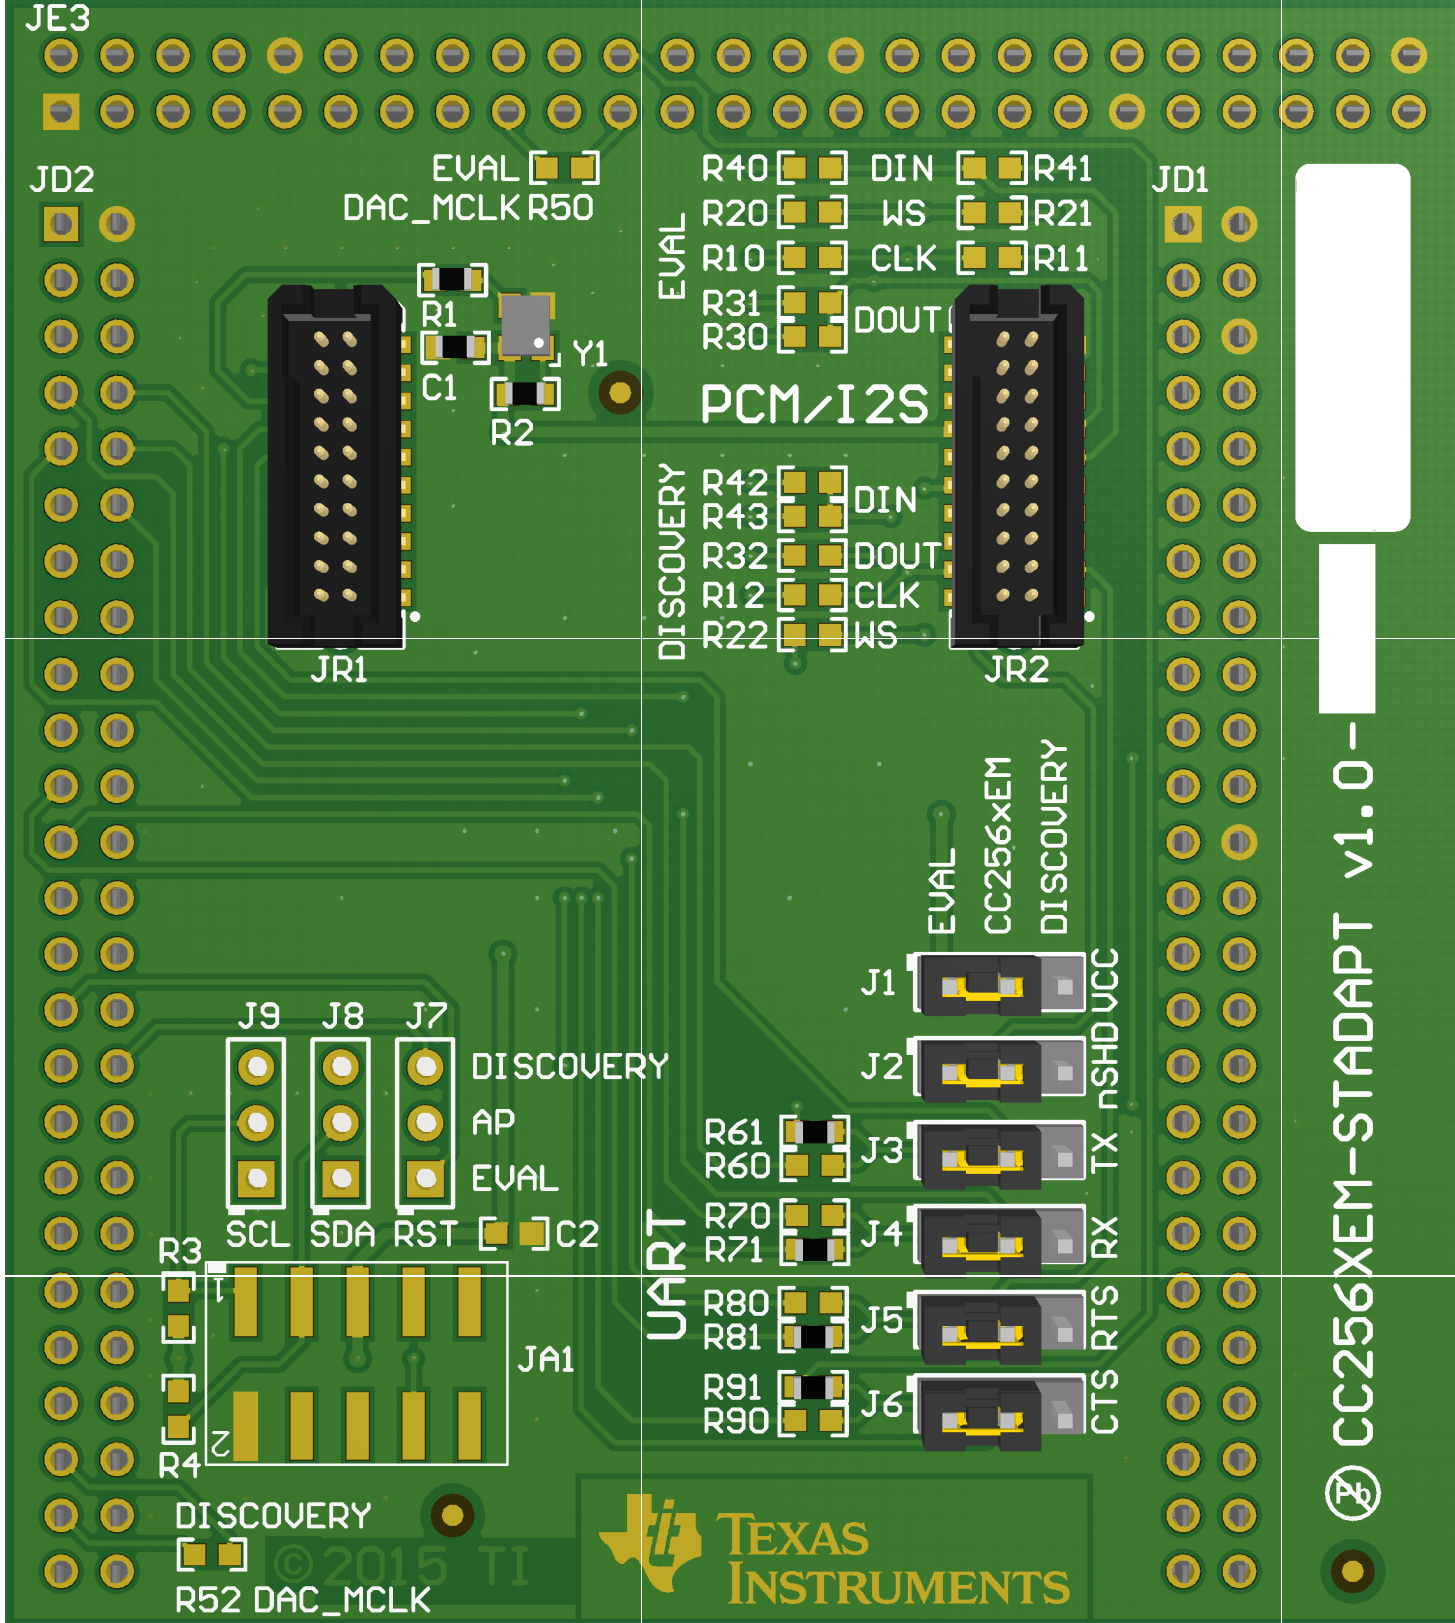 JE3
JD2
EVAL
DAC_MCLK R50
R40 DIN R41
R20 WS R21
R10 CLK R11
EVAL
R31
R30
DOUT
JD1
R1
C1
Y1
R2
PCM/I2S
DISCOVERY
R42
R43
DIN
R32 DOUT
R12 CLK
R22 WS
JR1
JR2
EVAL
CC256xEM
DISCOVERY
J1 VCC
J2 nSHD
J3 TX
J4 RX
J5 RTS
J6 CTS
J9 J8 J7
DISCOVERY
AP
EVAL
SCL SDA RST
C2
R61
R60
R70
R71
R80
R81
R91
R90
UART
R3
R4
1
2
JA1
DISCOVERY
R52 DAC_MCLK
©2015 TI
ti
TEXAS
INSTRUMENTS
CC256XEM-STADAPT v1.0-
Pb